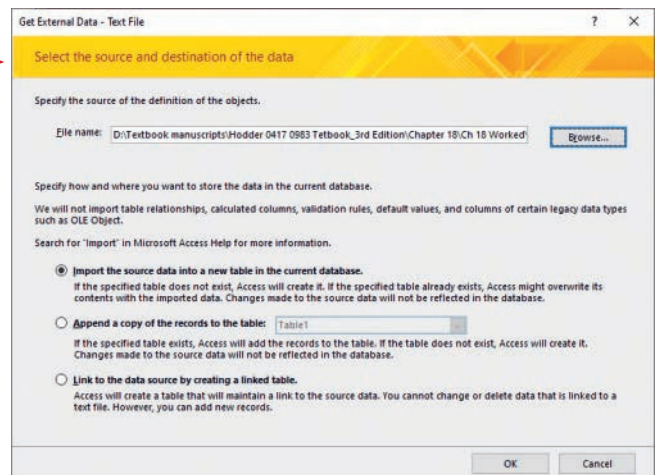 Get External Data - Text File
? ×
Select the source and destination of the data
Specify the source of the definition of the objects.
File name: D:\Textbook manuscripts\Hodder 0417 0983 Tetbook_3rd Edition\Chapter 18\Ch 18 Worked\
Browse...
Specify how and where you want to store the data in the current database.
We will not import table relationships, calculated columns, validation rules, default values, and columns of certain legacy data types
such as OLE Object.
Search for "Import" in Microsoft Access Help for more information.
Import the source data into a new table in the current database.
If the specified table does not exist, Access will create it. If the specified table already exists, Access might overwrite its
contents with the imported data. Changes made to the source data will not be reflected in the database.
Append a copy of the records to the table: Table1
If the specified table exists, Access will add the records to the table. If the table does not exist, Access will create it.
Changes made to the source data will not be reflected in the database.
Link to the data source by creating a linked table.
Access will create a table that will maintain a link to the source data. You cannot change or delete data that is linked to a
text file. However, you can add new records.
OK Cancel